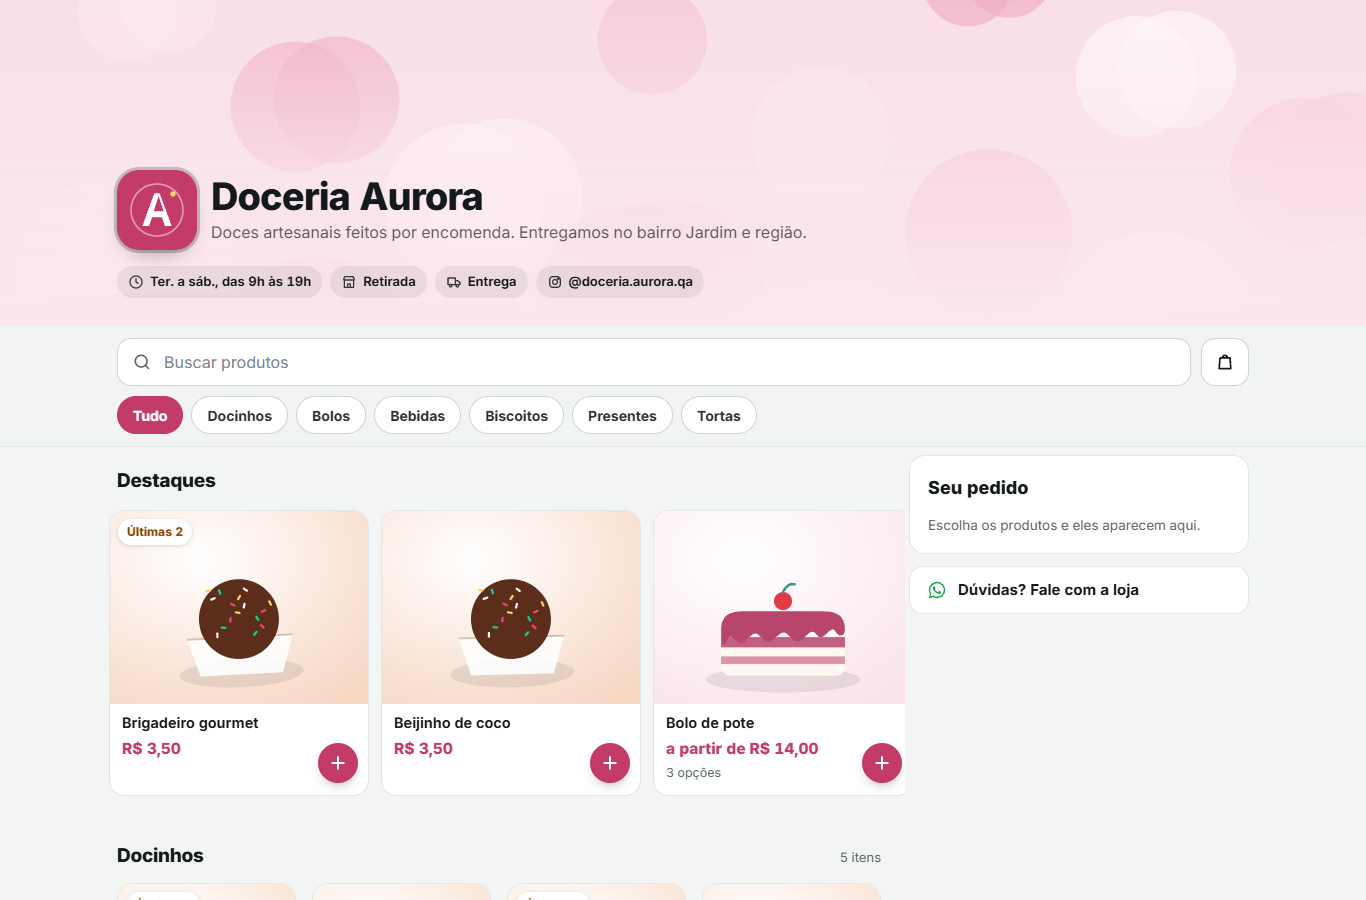 A
Doceria Aurora
Doces artesanais feitos por encomenda. Entregamos no bairro Jardim e região.
Ter. a sáb., das 9h às 19h
Retirada
Entrega
@doceria.aurora.qa
Buscar produtos
Tudo
Docinhos
Bolos
Bebidas
Biscoitos
Presentes
Tortas
Destaques
Últimas 2
Brigadeiro gourmet
R$ 3,50
Beijinho de coco
R$ 3,50
Bolo de pote
a partir de R$ 14,00
3 opções
Seu pedido
Escolha os produtos e eles aparecem aqui.
Dúvidas? Fale com a loja
Docinhos
5 itens